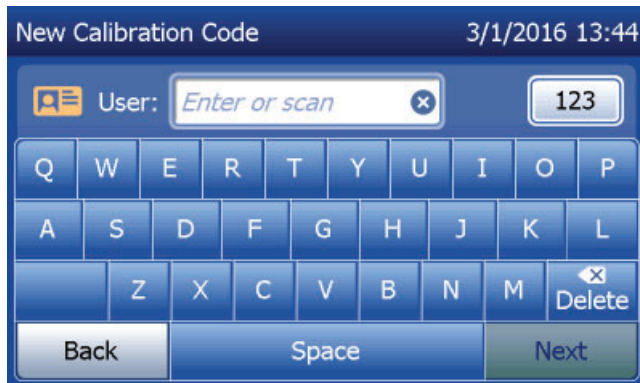 New Calibration Code 3/1/2016 13:44
User: Enter or scan 123
Q W E R T Y U I O P
A S D F G H J K L
Z X C V B N M Delete
Back Space Next